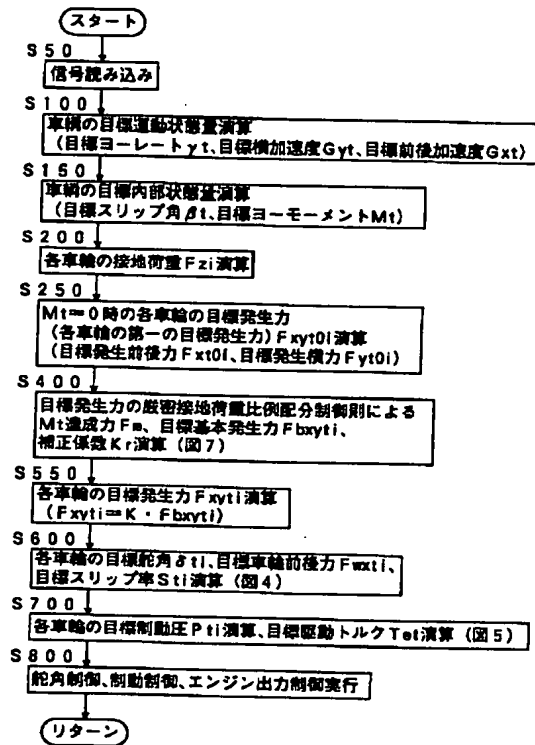 スタート
S50
信号読み込み
S100
車輌の目標運動状態量演算
(目標ヨーレートγt、目標横加速度Gyt、目標前後加速度Gxt)
S150
車輌の目標内部状態量演算
(目標スリップ角βt、目標ヨーモーメントMt)
S200
各車輪の接地荷重Fzi演算
S250
Mt=0時の各車輪の目標発生力
(各車輪の第一の目標発生力)Fxyt0i演算
(目標発生前後力Fxt0i、目標発生横力Fyt0i)
S400
目標発生力の厳密接地荷重比例配分制御則による
Mt達成力Fm、目標基本発生力Fbxyti、
補正係数Kr演算(図7)
S550
各車輪の目標発生力Fxyti演算
(Fxyti=K・Fbxyti)
S600
各車輪の目標舵角δti、目標車輪前後力Fwxti、
目標スリップ率Sti演算(図4)
S700
各車輪の目標制動圧Pti演算、目標駆動トルクTet演算(図5)
S800
舵角制御、制動制御、エンジン出力制御実行
リターン